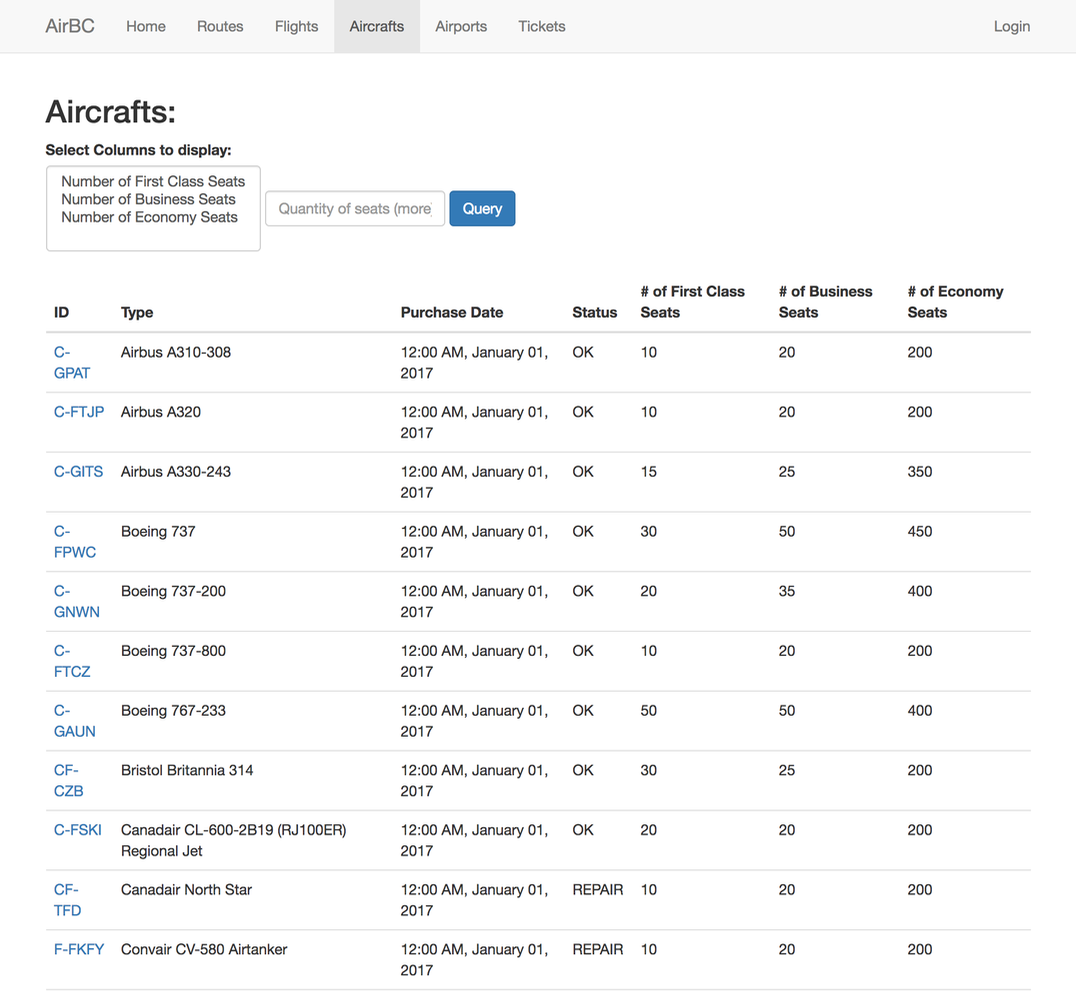 AirBC Home Routes Flights Aircrafts Airports Tickets Login
Aircrafts:
Select Columns to display:
Number of First Class Seats
Number of Business Seats
Number of Economy Seats
Quantity of seats (more
Query
ID Type Purchase Date Status # of First Class Seats # of Business Seats # of Economy Seats
C-GPAT Airbus A310-308 12:00 AM, January 01, 2017 OK 10 20 200
C-FTJP Airbus A320 12:00 AM, January 01, 2017 OK 10 20 200
C-GITS Airbus A330-243 12:00 AM, January 01, 2017 OK 15 25 350
C-FPWC Boeing 737 12:00 AM, January 01, 2017 OK 30 50 450
C-GNWN Boeing 737-200 12:00 AM, January 01, 2017 OK 20 35 400
C-FTCZ Boeing 737-800 12:00 AM, January 01, 2017 OK 10 20 200
C-GAUN Boeing 767-233 12:00 AM, January 01, 2017 OK 50 50 400
CF-CZB Bristol Britannia 314 12:00 AM, January 01, 2017 OK 30 25 200
C-FSKI Canadair CL-600-2B19 (RJ100ER) Regional Jet 12:00 AM, January 01, 2017 OK 20 20 200
CF-TFD Canadair North Star 12:00 AM, January 01, 2017 REPAIR 10 20 200
F-FKFY Convair CV-580 Airtanker 12:00 AM, January 01, 2017 REPAIR 10 20 200